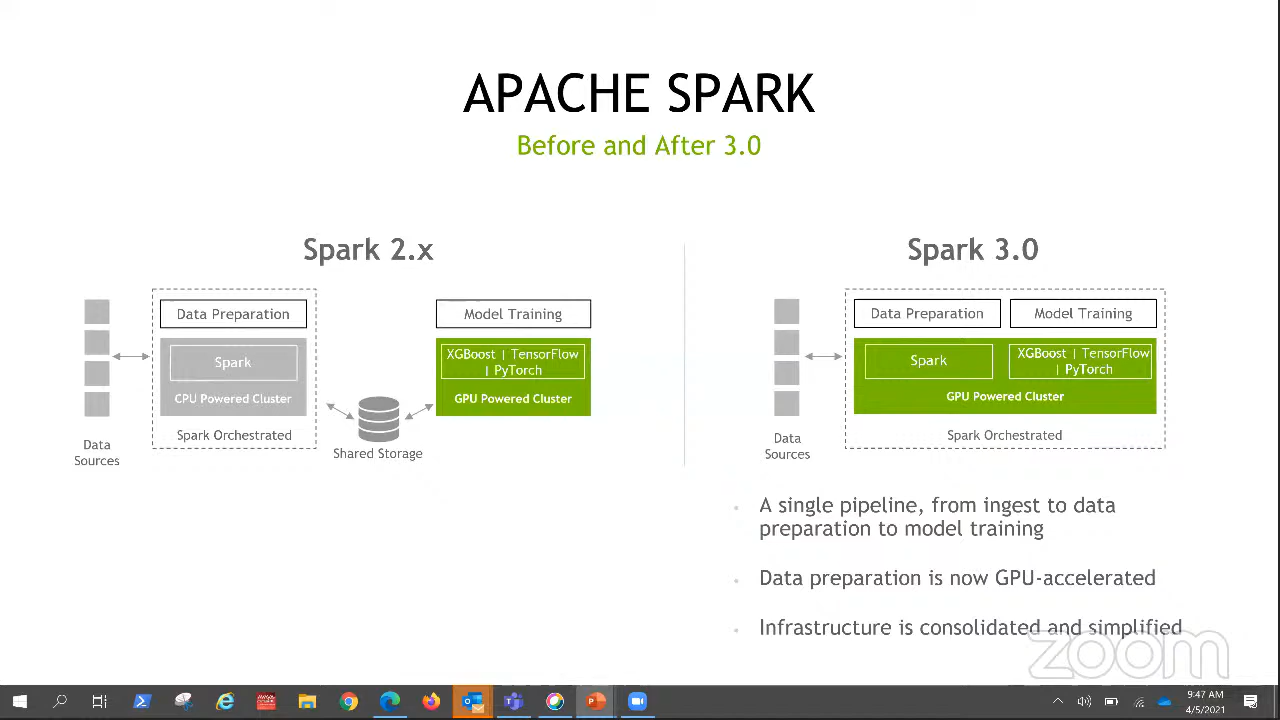 APACHE SPARK
Before and After 3.0
Spark 2.x
Data Preparation
Spark
CPU Powered Cluster
Spark Orchestrated
Data
Sources
Shared Storage
Model Training
XGBoost | TensorFlow
| PyTorch
GPU Powered Cluster
Spark 3.0
Data Preparation
Model Training
Spark
XGBoost | TensorFlow
| PyTorch
GPU Powered Cluster
Spark Orchestrated
Data
Sources
A single pipeline, from ingest to data
preparation to model training
Data preparation is now GPU-accelerated
Infrastructure is consolidated and simplified
zoom
9:47 AM
4/5/2021